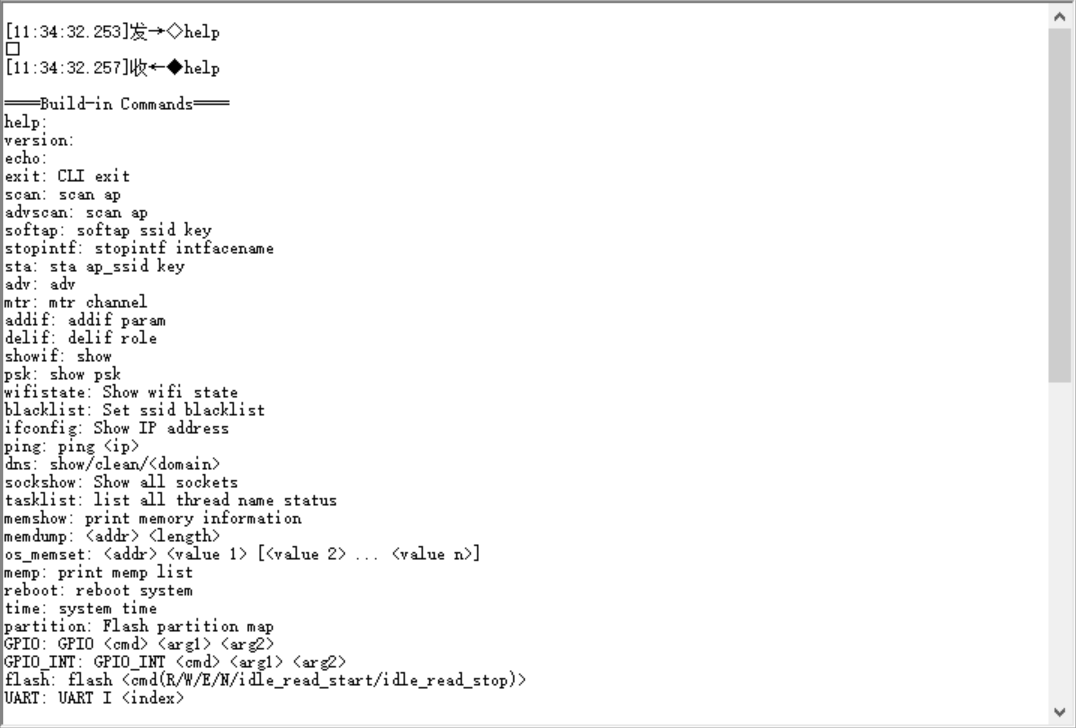 [11:34:32.253]发→◇help
□
[11:34:32.257]收←◆help
====Build-in Commands====
help:
version:
echo:
exit: CLI exit
scan: scan ap
advscan: scan ap
softap: softap ssid key
stopintf: stopintf intfacename
sta: sta ap_ssid key
adv: adv
mtr: mtr channel
addif: addif param
delif: delif role
showif: show
psk: show psk
wifistate: Show wifi state
blacklist: Set ssid blacklist
ifconfig: Show IP address
ping: ping <ip>
dns: show/clean/<domain>
sockshow: Show all sockets
tasklist: list all thread name status
memshow: print memory information
memdump: <addr> <length>
os_memset: <addr> <value 1> [<value 2> ... <value n>]
memp: print memp list
reboot: reboot system
time: system time
partition: Flash partition map
GPIO: GPIO <cmd> <arg1> <arg2>
GPIO_INT: GPIO_INT <cmd> <arg1> <arg2>
flash: flash <cmd(R/W/E/N/idle_read_start/idle_read_stop)>
UART: UART I <index>